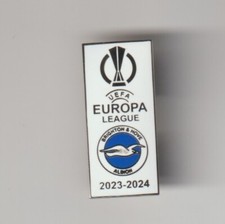 UEFA
EUROPA
LEAGUE
BRIGHTON & HOVE
ALBION
2023-2024